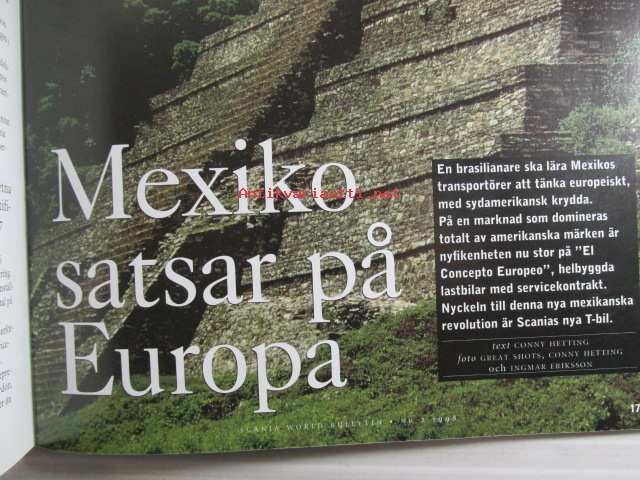 Mexiko
satsar på
Europa
En brasilianare ska lära Mexikos
transportörer att tänka europeiskt,
med sydamerikansk krydda.
På en marknad som domineras
totalt av amerikanska märken är
nyfikenheten nu stor på ”El
Concepto Europeo”, helbyggda
lastbilar med servicekontrakt.
Nyckeln till denna nya mexikanska
revolution är Scanias nya T-bil.
text CONNY HETTING
foto GREAT SHOTS, CONNY HETTING
och INGMAR ERIKSSON
SCANIA WORLD BULLETIN • NR 2 1998
17
Antikvariaatti.net